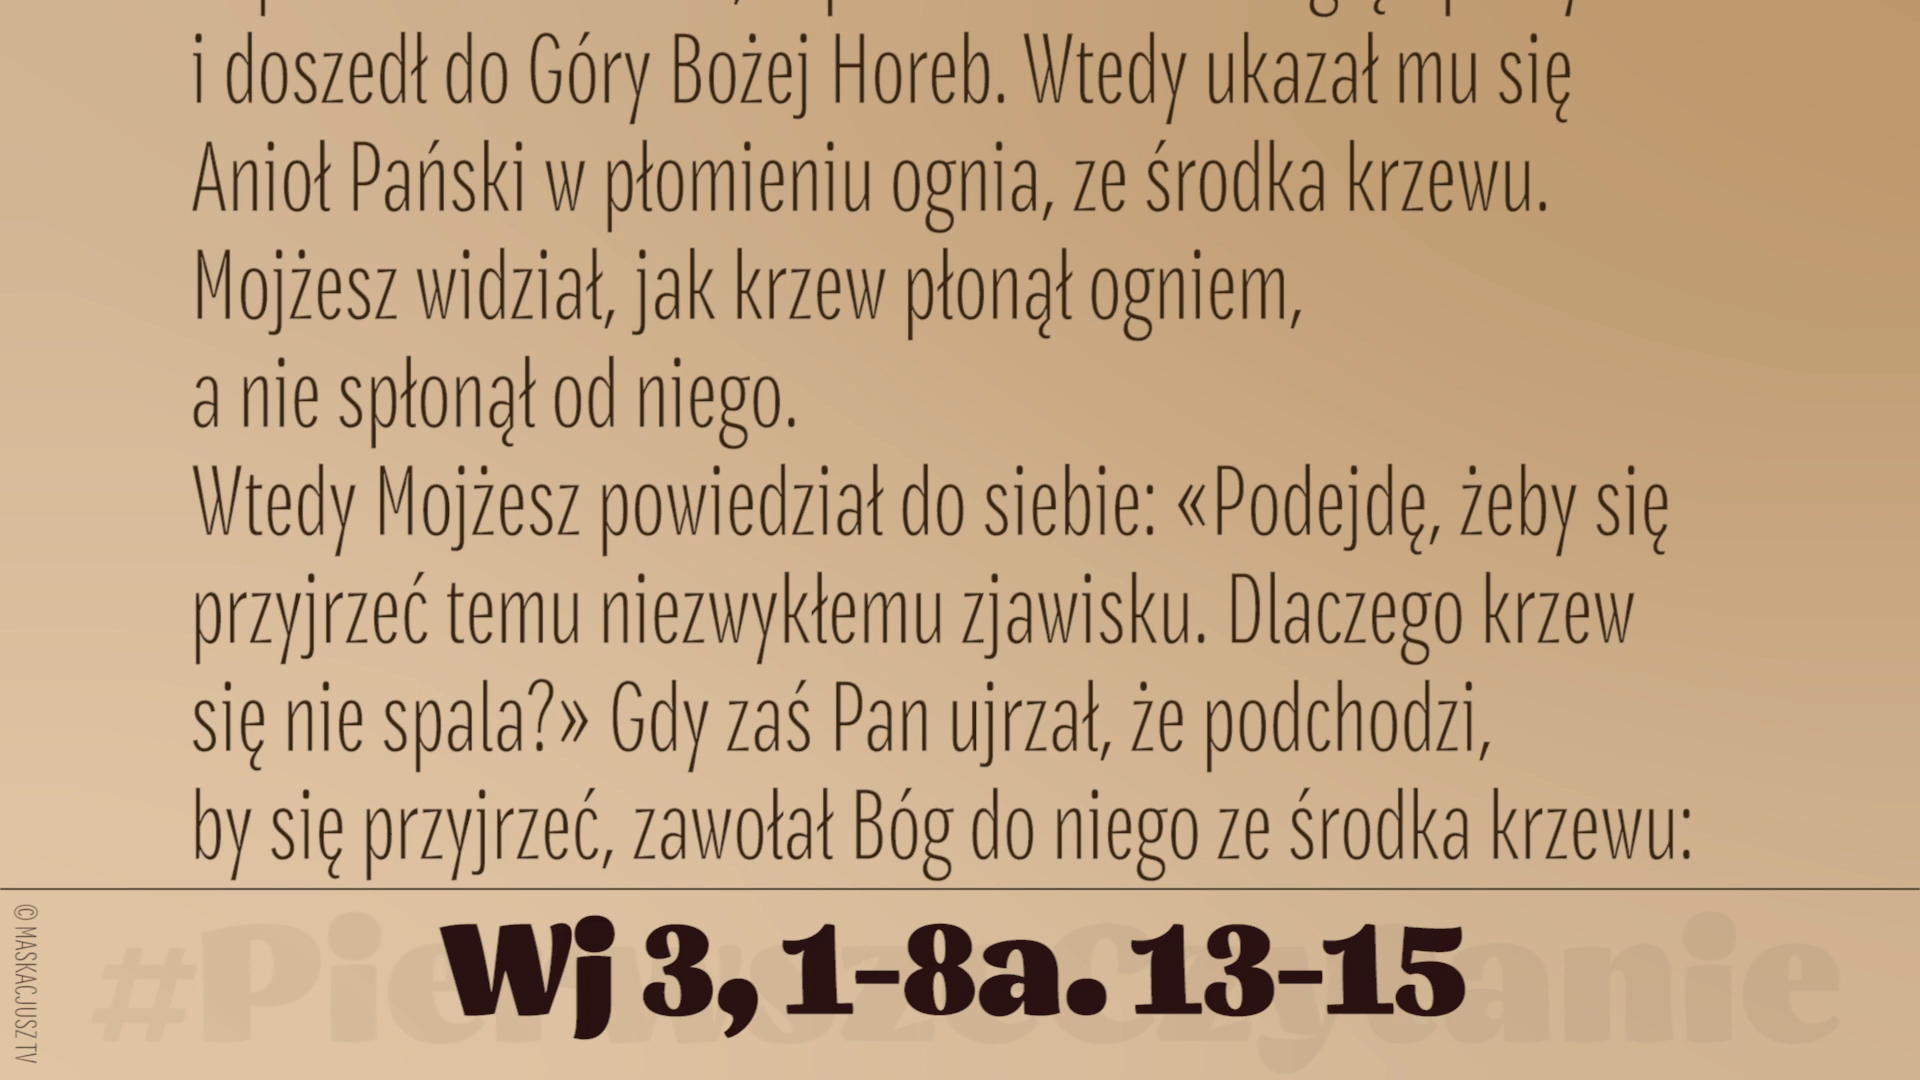 i doszedł do Góry Bożej Horeb. Wtedy ukazał mu się
Anioł Pański w płomieniu ognia, ze środka krzewu.
Mojżesz widział, jak krzew płonął ogniem,
a nie spłonął od niego.
Wtedy Mojżesz powiedział do siebie: «Podejdę, żeby się
przyjrzeć temu niezwykłemu zjawisku. Dlaczego krzew
się nie spala?» Gdy zaś Pan ujrzał, że podchodzi,
by się przyjrzeć, zawołał Bóg do niego ze środka krzewu:
#PierwszeCzytanie
Wj 3, 1-8a. 13-15
© MASKACJUSZ TV